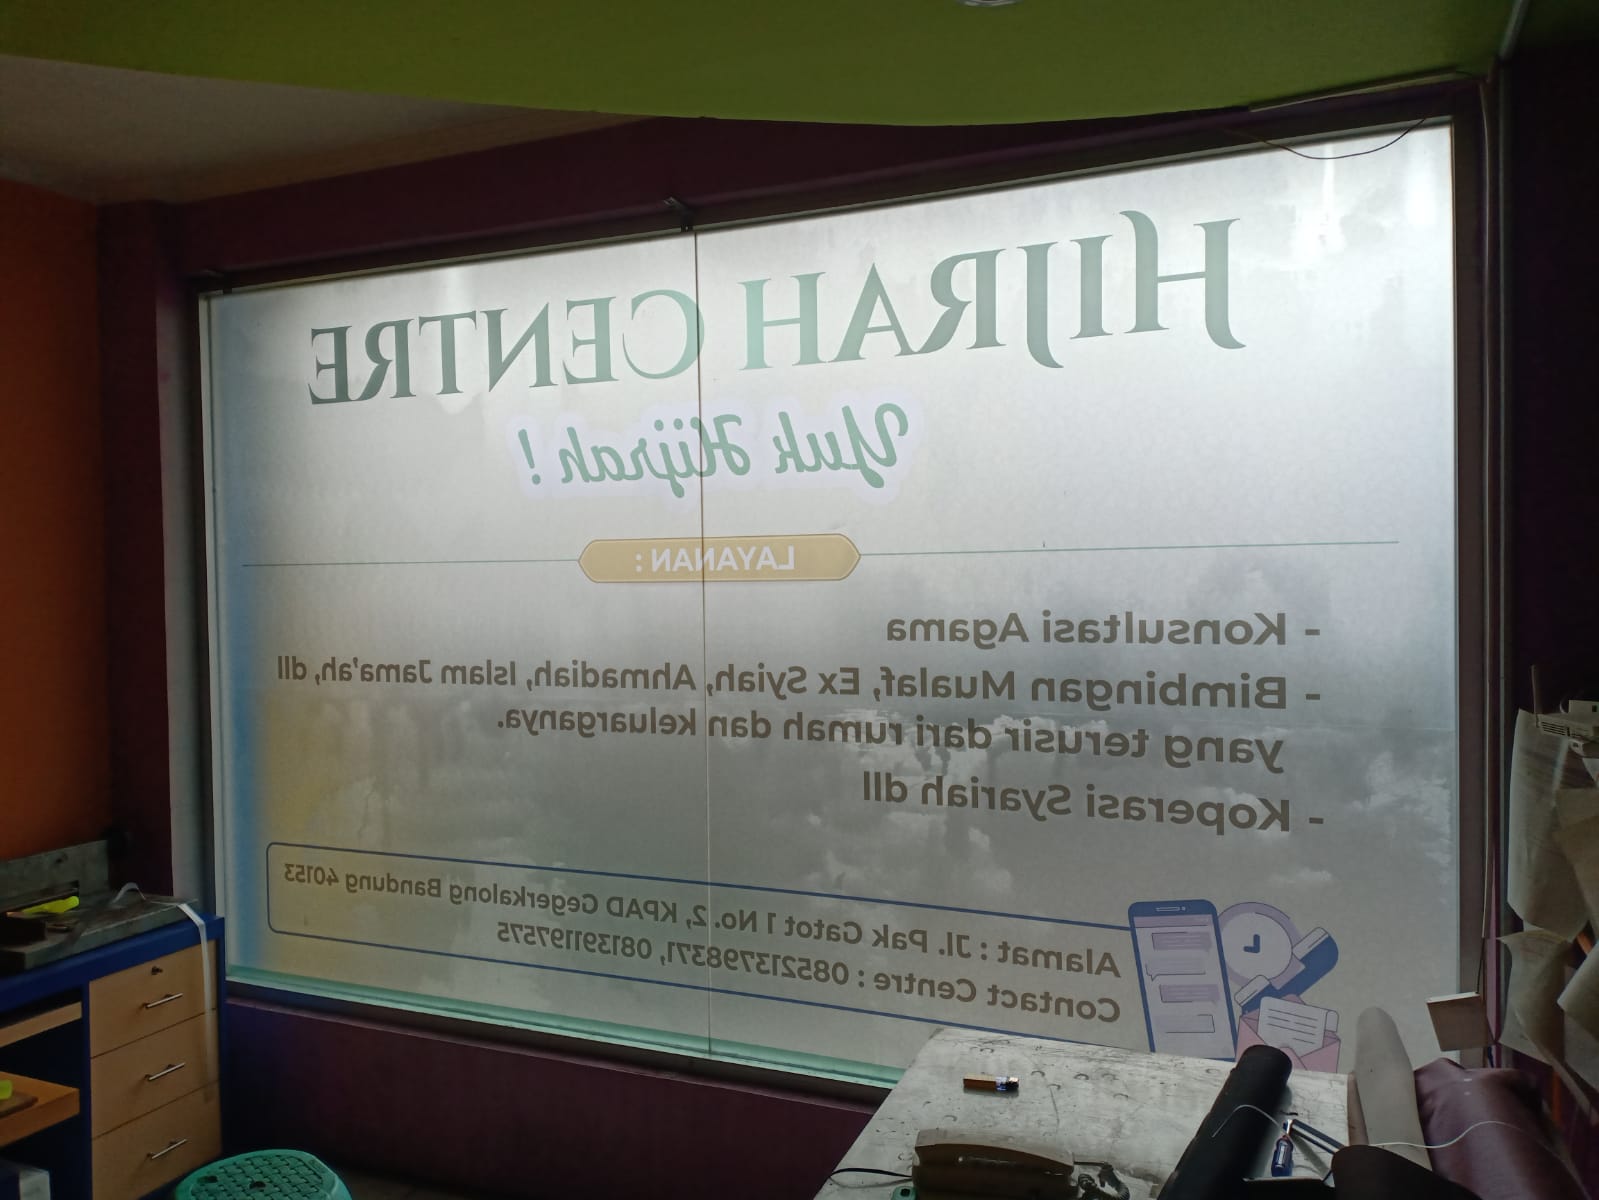 HIJRAH CENTRE
Yuk Hijrah !
LAYANAN :
- Konsultasi Agama
- Bimbingan Mualaf, Ex Syiah, Ahmadiah, Islam Jama'ah, dll
yang terusir dari rumah dan keluarganya.
- Koperasi Syariah dll
Alamat : Jl. Pak Gatot 1 No. 2, KPAD Gegerkalong Bandung 40153
Contact Centre : 085213798371, 081391197575